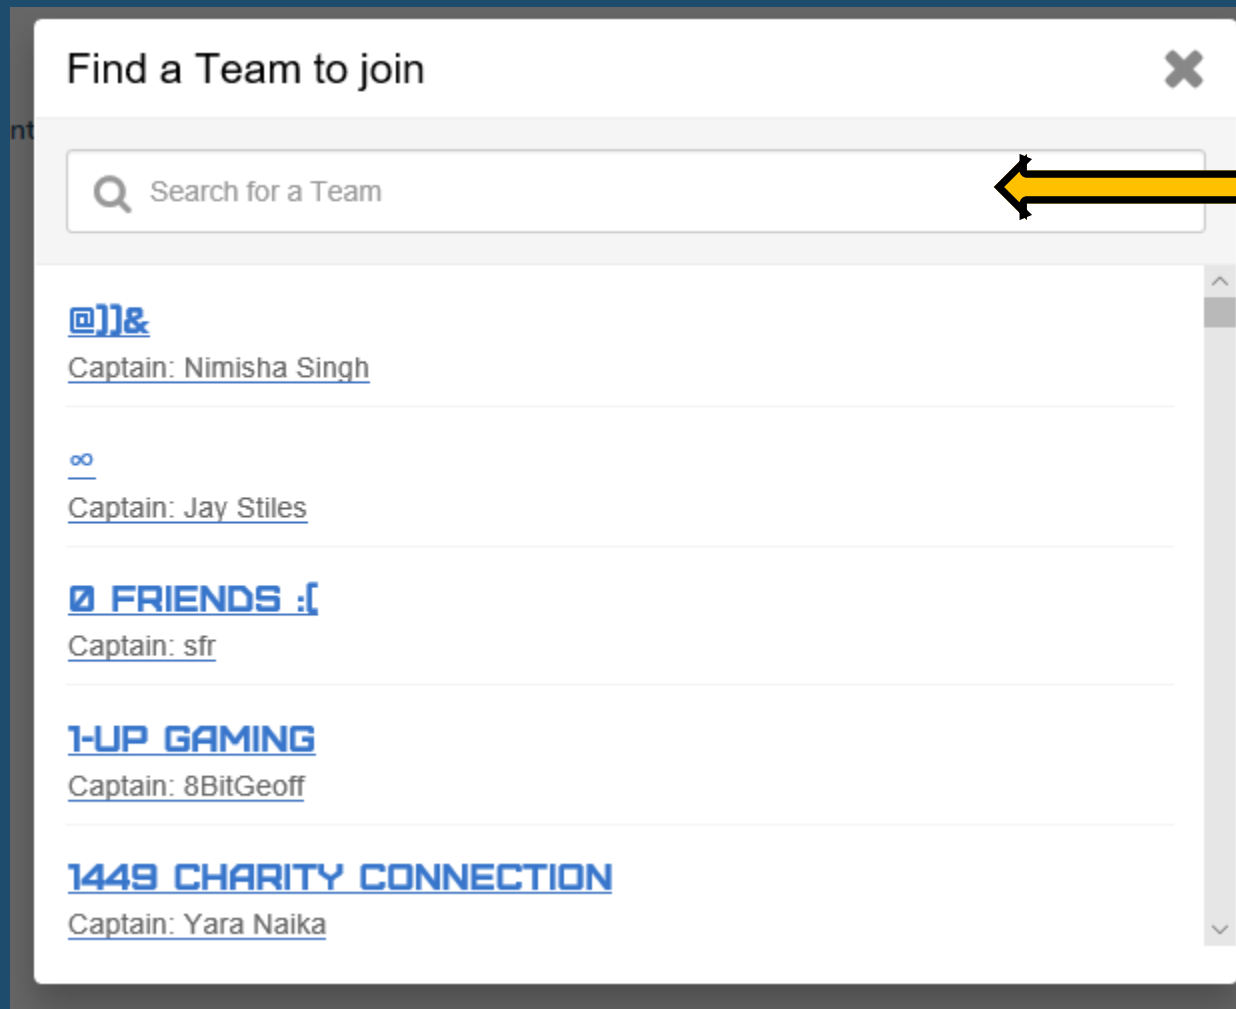 Find a Team to join
nt
Search for a Team
@]]&
Captain: Nimisha Singh
∞
Captain: Jay Stiles
0 FRIENDS :[
Captain: sfr
1-UP GAMING
Captain: 8BitGeoff
1449 CHARITY CONNECTION
Captain: Yara Naika